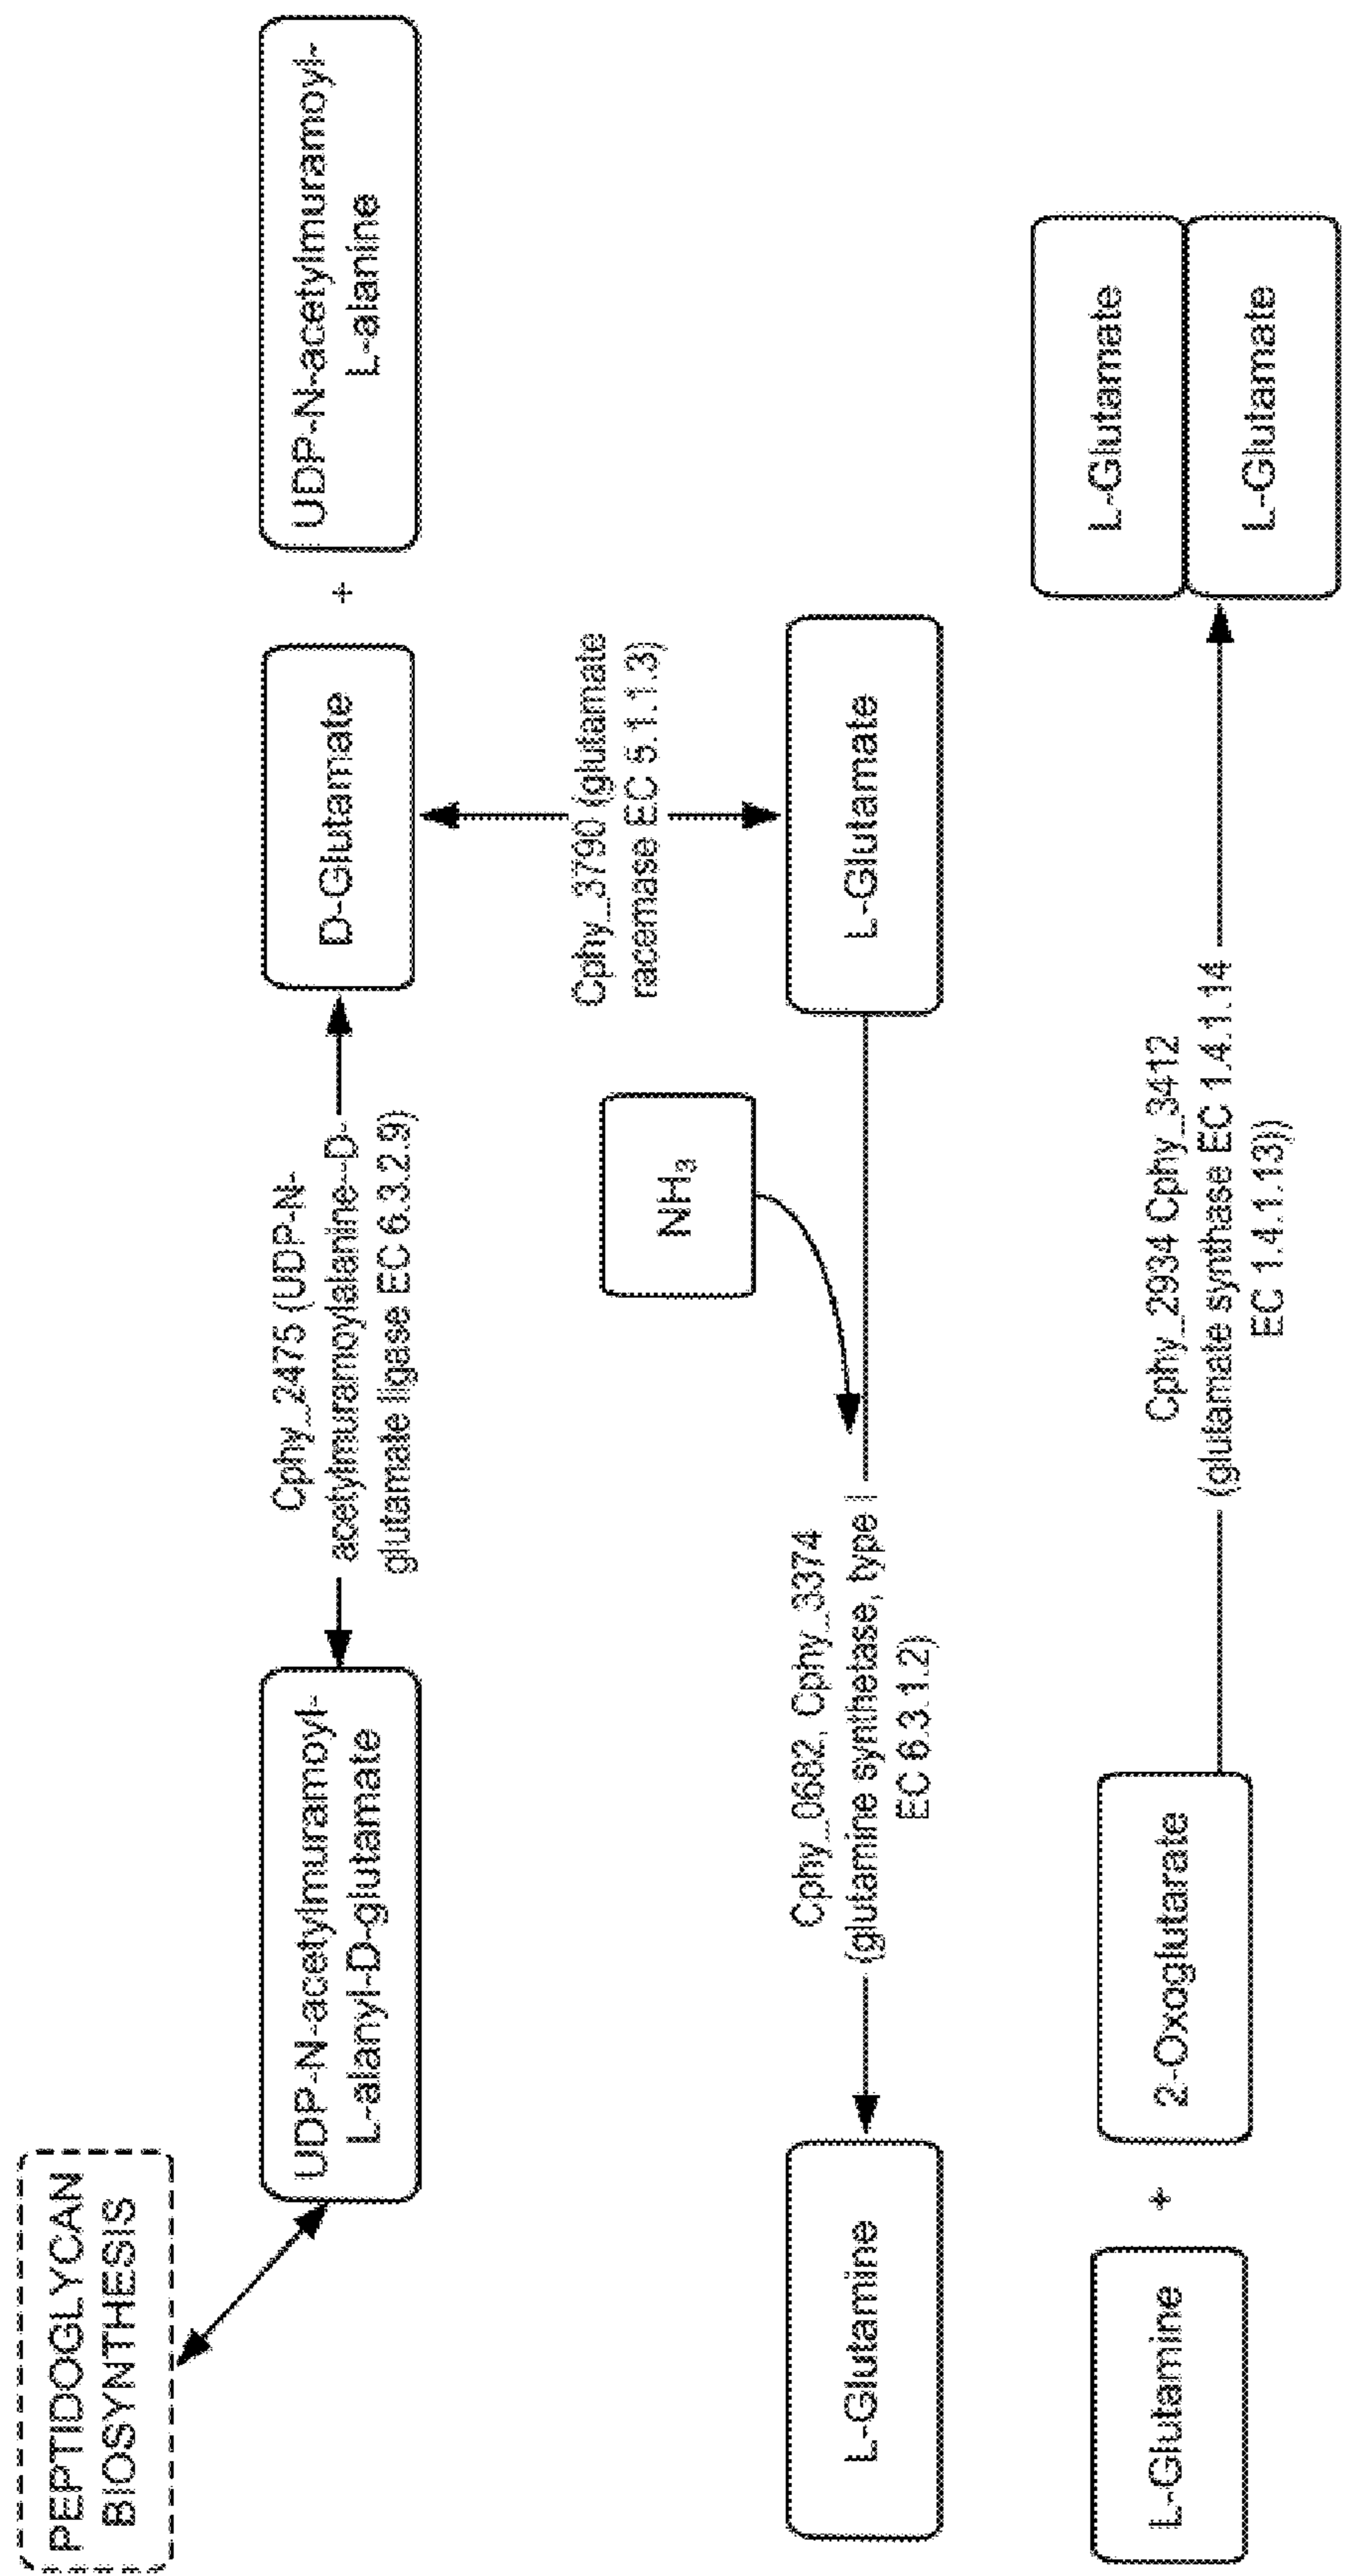 PEPTIDOGLYCAN
BIOSYNTHESIS
UDP-N-acetylmuramoyl-
L-alanyl-D-glutamate
Cphy_2475 (UDP-N-
acetylmuramoylalanine--D-
glutamate ligase EC 6.3.2.9)
D-Glutamate
+
UDP-N-acetylmuramoyl-
L-alanine
Cphy_3790 (glutamate
racemase EC 5.1.1.3)
NH₃
L-Glutamine
Cphy_0682, Cphy_3374
(glutamine synthetase, type I
EC 6.3.1.2)
L-Glutamate
L-Glutamine
+
2-Oxoglutarate
Cphy_2934 Cphy_3412
(glutamate synthase EC 1.4.1.14
EC 1.4.1.13))
L-Glutamate
L-Glutamate